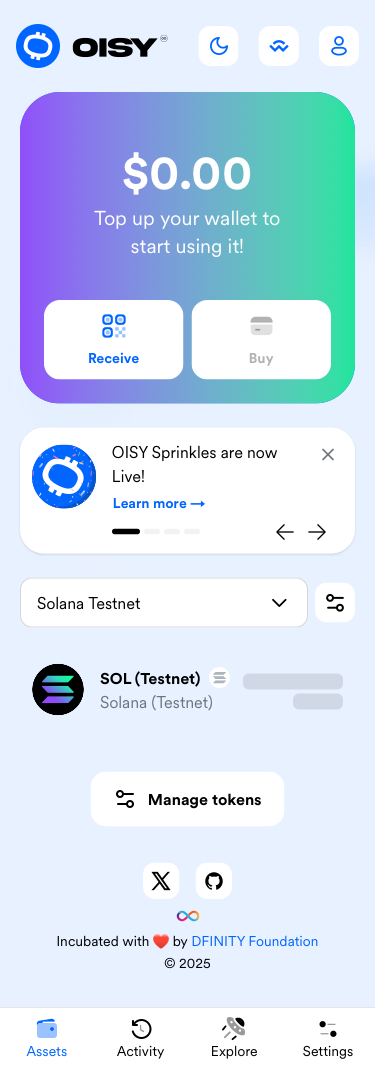 OISY
$0.00
Top up your wallet to
start using it!
Receive
Buy
OISY Sprinkles are now
Live!
Learn more →
Solana Testnet
SOL (Testnet)
Solana (Testnet)
Manage tokens
Incubated with ❤️ by DFINITY Foundation
© 2025
Assets
Activity
Explore
Settings